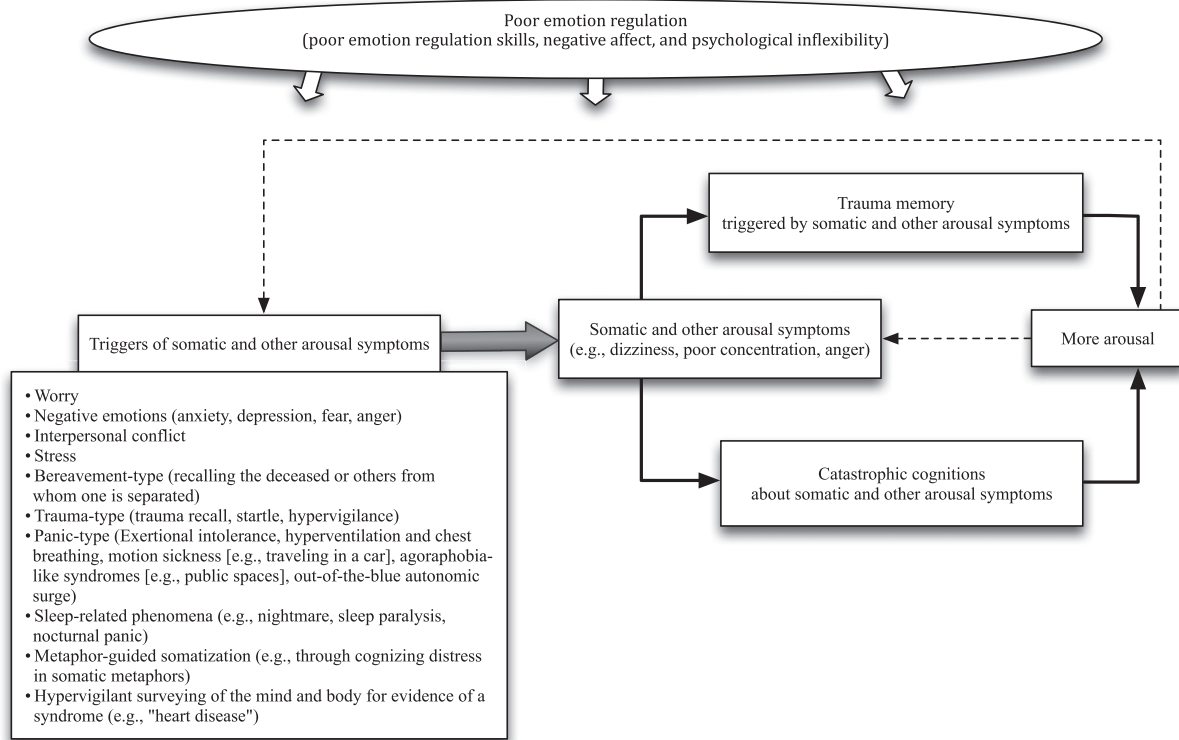 Poor emotion regulation
(poor emotion regulation skills, negative affect, and psychological inflexibility)
Trauma memory
triggered by somatic and other arousal symptoms
Triggers of somatic and other arousal symptoms
Somatic and other arousal symptoms
(e.g., dizziness, poor concentration, anger)
More arousal
• Worry
• Negative emotions (anxiety, depression, fear, anger)
• Interpersonal conflict
• Stress
• Bereavement-type (recalling the deceased or others from
whom one is separated)
• Trauma-type (trauma recall, startle, hypervigilance)
• Panic-type (Exertional intolerance, hyperventilation and chest
breathing, motion sickness [e.g., traveling in a car], agoraphobia-
like syndromes [e.g., public spaces], out-of-the-blue autonomic
surge)
• Sleep-related phenomena (e.g., nightmare, sleep paralysis,
nocturnal panic)
• Metaphor-guided somatization (e.g., through cognizing distress
in somatic metaphors)
• Hypervigilant surveying of the mind and body for evidence of a
syndrome (e.g., "heart disease")
Catastrophic cognitions
about somatic and other arousal symptoms